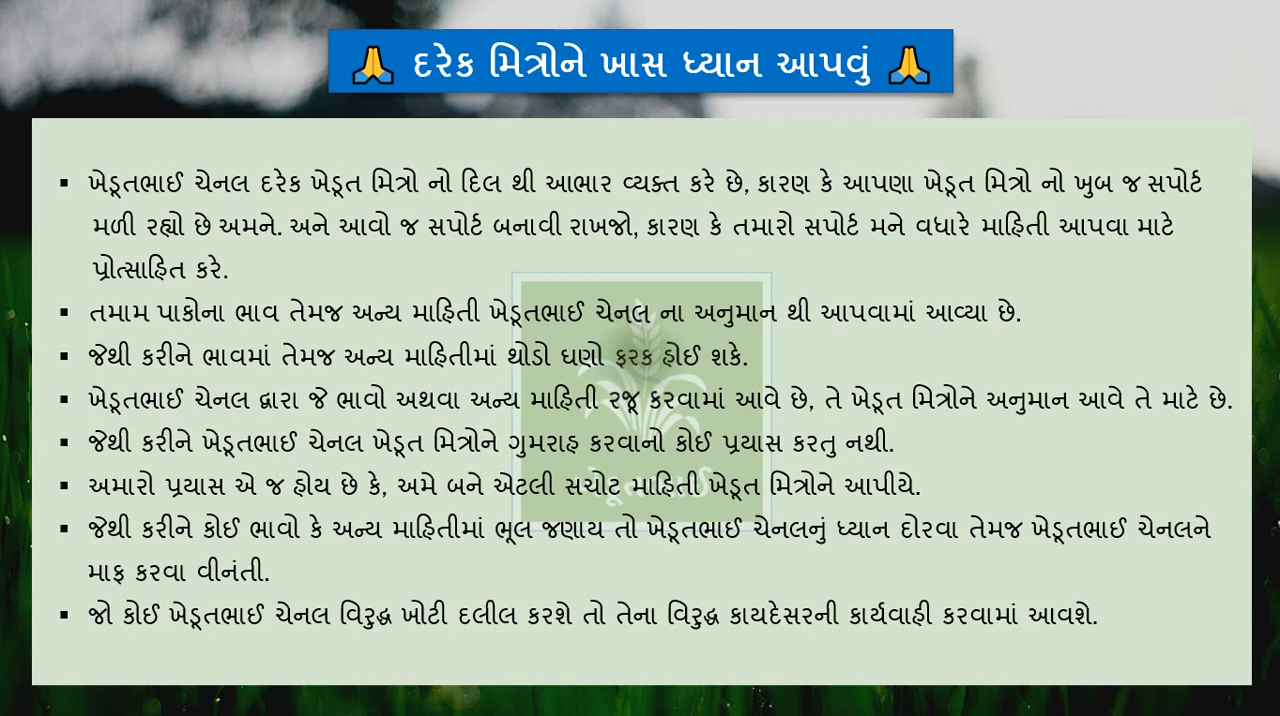 🙏 દરેક મિત્રોને ખાસ ધ્યાન આપવું 🙏
▪ ખેડૂતભાઈ ચેનલ દરેક ખેડૂત મિત્રો નો દિલ થી આભાર વ્યક્ત કરે છે, કારણ કે આપણા ખેડૂત મિત્રો નો ખુબ જ સપોર્ટ
મળી રહ્યો છે અમને. અને આવો જ સપોર્ટ બનાવી રાખજો, કારણ કે તમારો સપોર્ટ મને વધારે માહિતી આપવા માટે
પ્રોત્સાહિત કરે.
▪ તમામ પાકોના ભાવ તેમજ અન્ય માહિતી ખેડૂતભાઈ ચેનલ ના અનુમાન થી આપવામાં આવ્યા છે.
▪ જેથી કરીને ભાવમાં તેમજ અન્ય માહિતીમાં થોડો ઘણો ફરક હોઈ શકે.
▪ ખેડૂતભાઈ ચેનલ દ્વારા જે ભાવો અથવા અન્ય માહિતી રજૂ કરવામાં આવે છે, તે ખેડૂત મિત્રોને અનુમાન આવે તે માટે છે.
▪ જેથી કરીને ખેડૂતભાઈ ચેનલ ખેડૂત મિત્રોને ગુમરાહ કરવાનો કોઈ પ્રયાસ કરતુ નથી.
▪ અમારો પ્રયાસ એ જ હોય છે કે, અમે બને એટલી સચોટ માહિતી ખેડૂત મિત્રોને આપીયે.
▪ જેથી કરીને કોઈ ભાવો કે અન્ય માહિતીમાં ભૂલ જણાય તો ખેડૂતભાઈ ચેનલનું ધ્યાન દોરવા તેમજ ખેડૂતભાઈ ચેનલને
માફ કરવા વીનંતી.
▪ જો કોઈ ખેડૂતભાઈ ચેનલ વિરુદ્ધ ખોટી દલીલ કરશે તો તેના વિરુદ્ધ કાયદેસરની કાર્યવાહી કરવામાં આવશે.